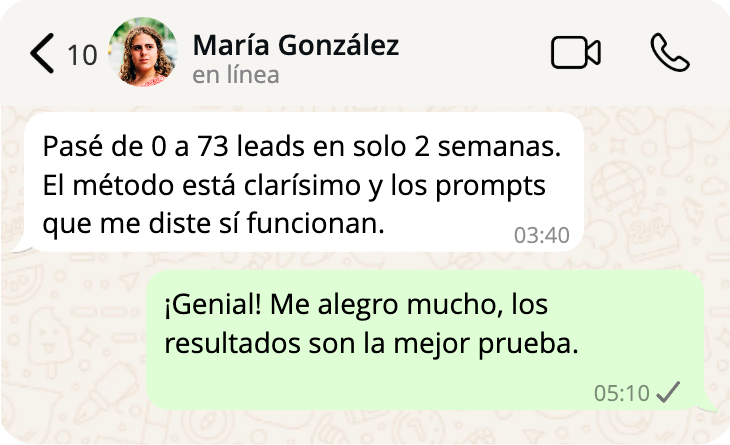 10
María González
en línea
Pasé de 0 a 73 leads en solo 2 semanas.
El método está clarísimo y los prompts
que me diste sí funcionan.
03:40
¡Genial! Me alegro mucho, los
resultados son la mejor prueba.
05:10